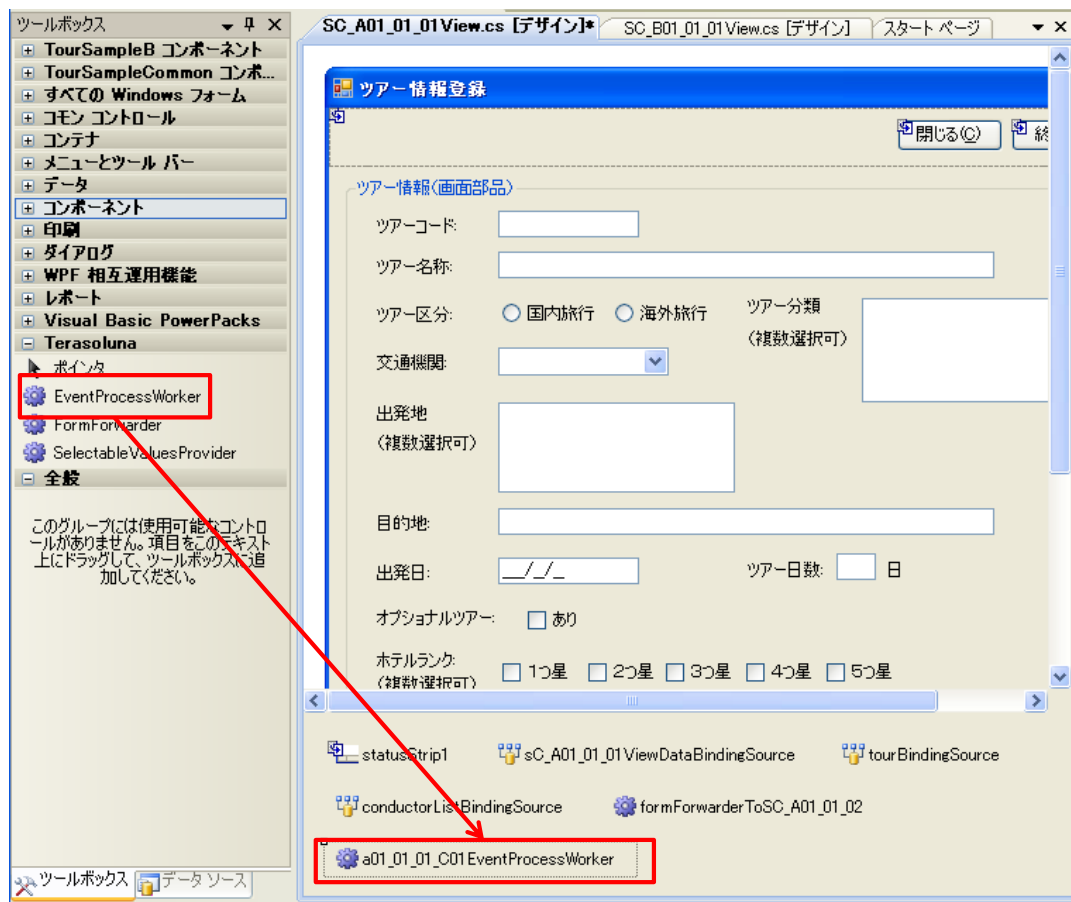 ツールボックス
TourSampleB コンポーネント
TourSampleCommon コンポ...
すべての Windows フォーム
コモン コントロール
コンテナ
メニューとツール バー
データ
コンポーネント
印刷
ダイアログ
WPF 相互運用機能
レポート
Visual Basic PowerPacks
Terasoluna
ポインタ
EventProcessWorker
FormForwarder
SelectableValuesProvider
全般
このグループには使用可能なコントロ
ールがありません。項目をこのテキスト
上にドラッグして、ツールボックスに追
加してください。
ツールボックス
データ ソース
SC_A01_01_01View.cs [デザイン]*
SC_B01_01_01View.cs [デザイン]
スタート ページ
ツアー情報登録
閉じる(C)
終
ツアー情報(画面部品)
ツアーコード:
ツアー名称:
ツアー区分:
国内旅行
海外旅行
ツアー分類
(複数選択可)
交通機関:
出発地
(複数選択可)
目的地:
出発日:
__/_/_
ツアー日数:
日
オプショナルツアー:
あり
ホテルランク:
(複数選択可)
1つ星
2つ星
3つ星
4つ星
5つ星
statusStrip1
sC_A01_01_01ViewDataBindingSource
tourBindingSource
conductorListBindingSource
formForwarderToSC_A01_01_02
a01_01_01_C01EventProcessWorker